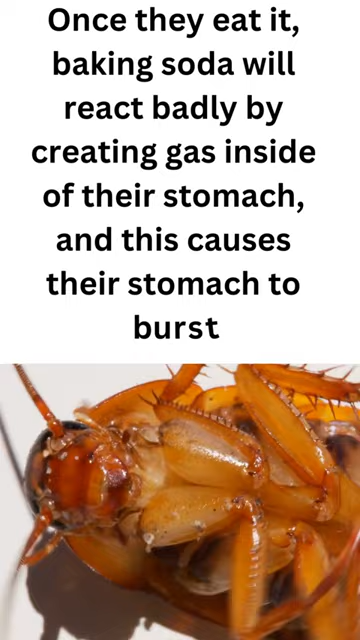 Once they eat it,
baking soda will
react badly by
creating gas inside
of their stomach,
and this causes
their stomach to
burst